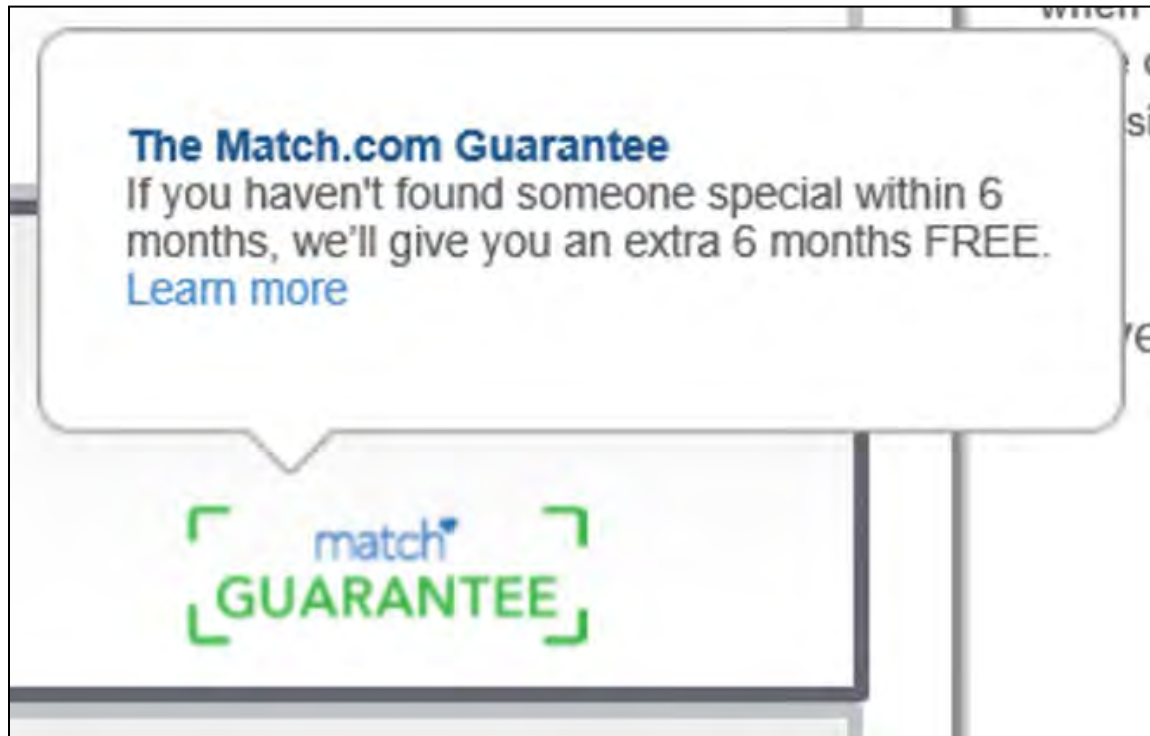 when
The Match.com Guarantee
If you haven't found someone special within 6
months, we'll give you an extra 6 months FREE.
Learn more
match
GUARANTEE